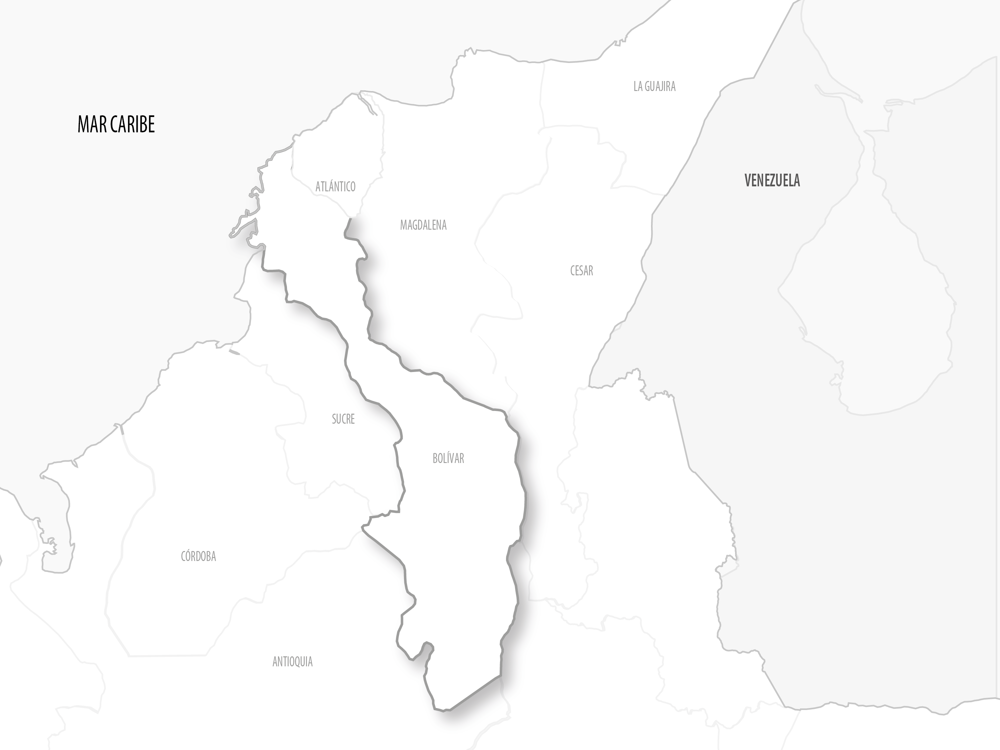 LA GUAJIRA
MAR CARIBE
VENEZUELA
ATLÁNTICO
MAGDALENA
CESAR
SUCRE
BOLÍVAR
CÓRDOBA
ANTIOQUIA